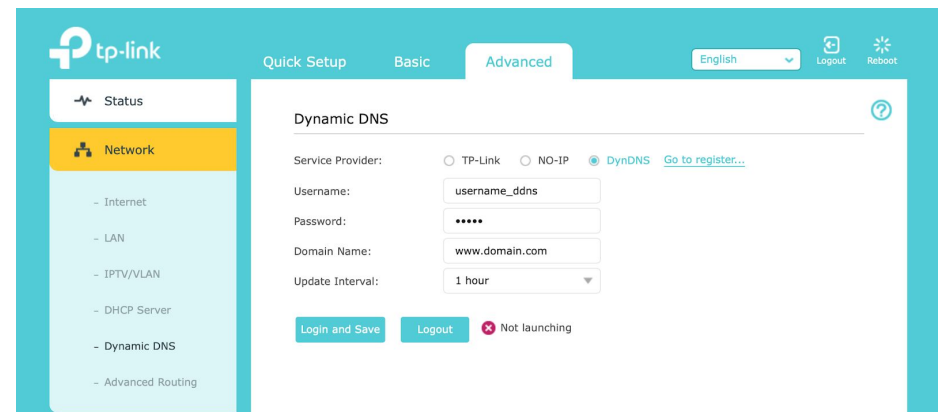 tp-link
Quick Setup Basic Advanced English Logout Reboot
Status
Network
- Internet
- LAN
- IPTV/VLAN
- DHCP Server
- Dynamic DNS
- Advanced Routing
Dynamic DNS ?
Service Provider: TP-Link NO-IP DynDNS Go to register...
Username: username_ddns
Password: •••••
Domain Name: www.domain.com
Update Interval: 1 hour
Login and Save Logout Not launching